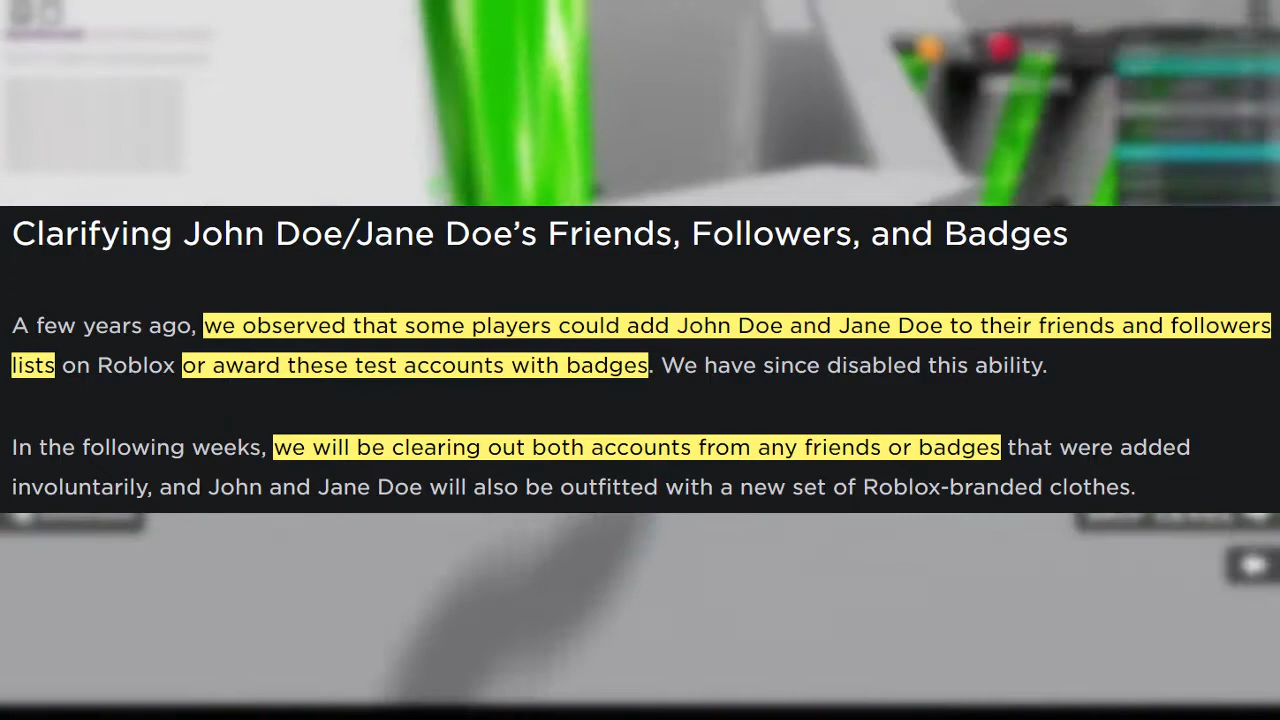 Clarifying John Doe/Jane Doe’s Friends, Followers, and Badges
A few years ago, we observed that some players could add John Doe and Jane Doe to their friends and followers
lists on Roblox or award these test accounts with badges. We have since disabled this ability.
In the following weeks, we will be clearing out both accounts from any friends or badges that were added
involuntarily, and John and Jane Doe will also be outfitted with a new set of Roblox-branded clothes.